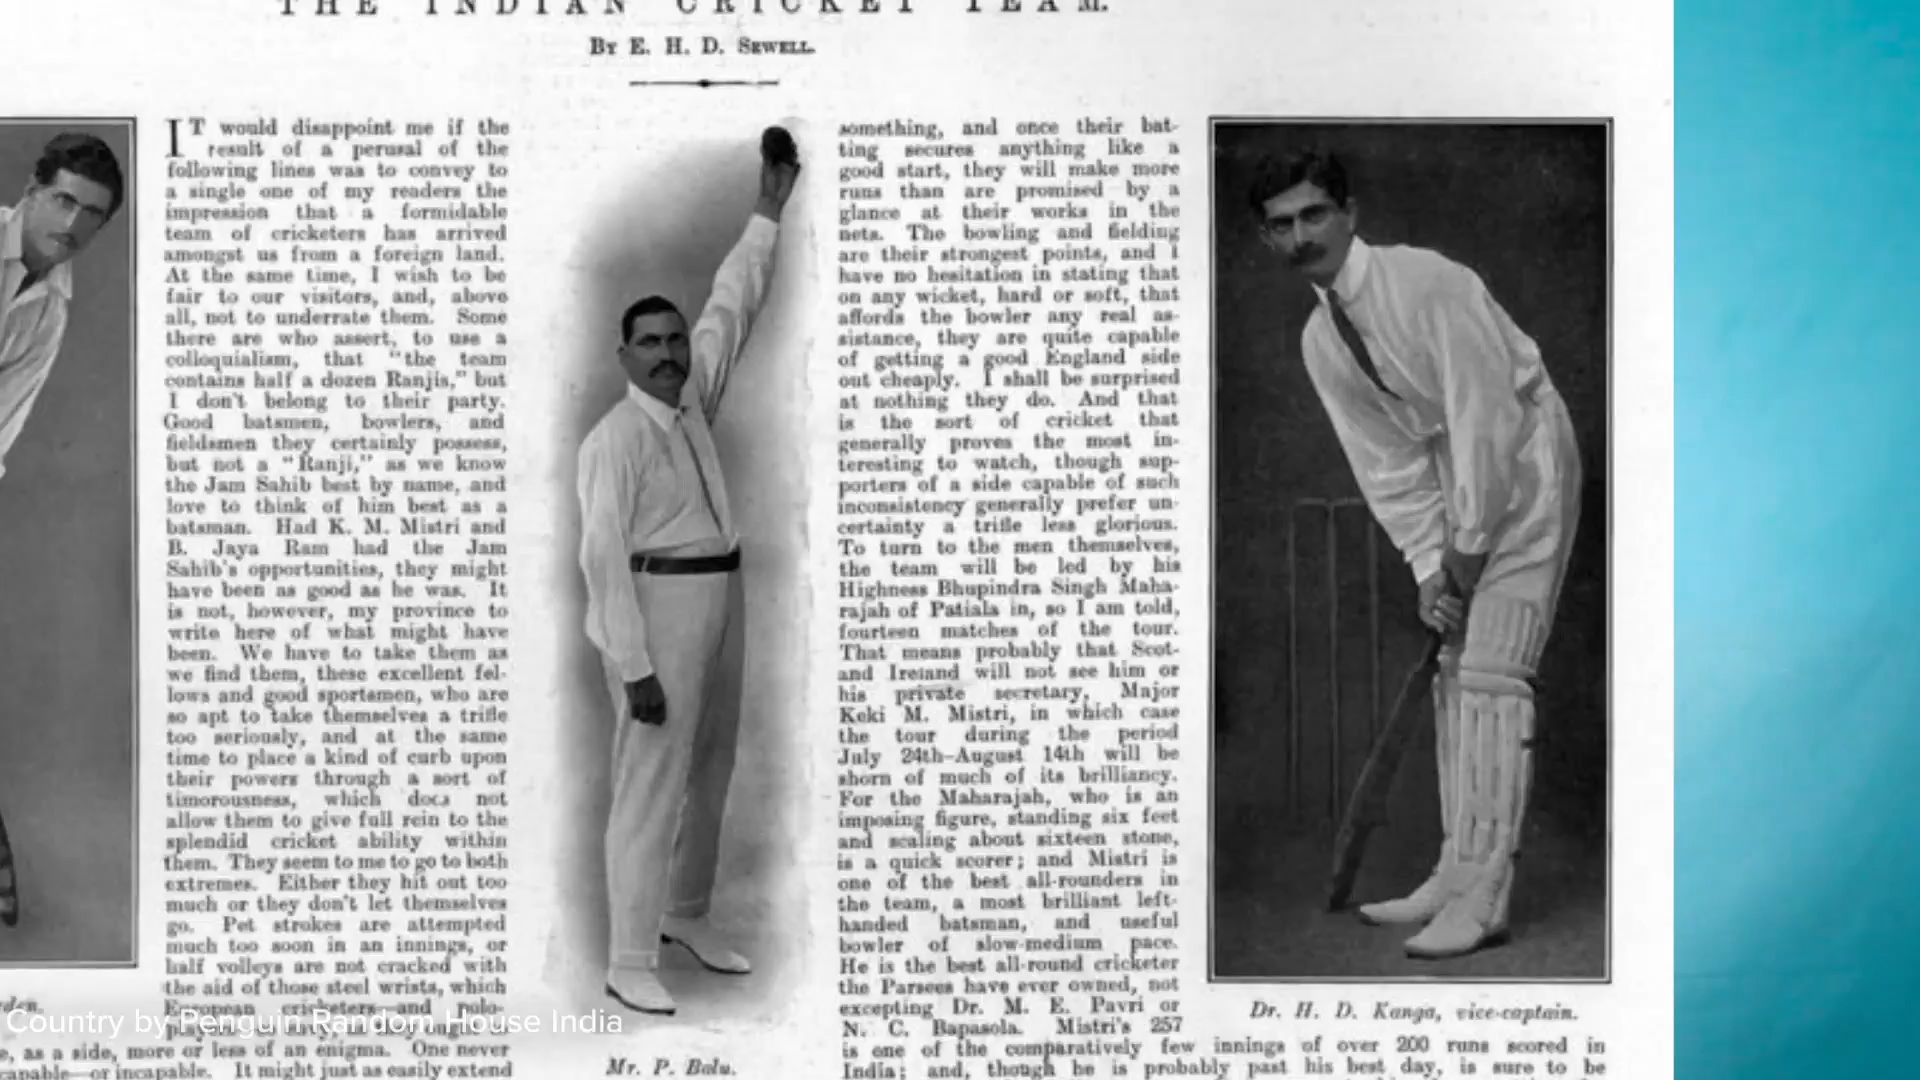 THE INDIAN CRICKET TEAM.
BY E. H. D. SEWELL.
IT would disappoint me if the
result of a perusal of the
following lines was to convey to
a single one of my readers the
impression that a formidable
team of cricketers has arrived
amongst us from a foreign land.
At the same time, I wish to be
fair to our visitors, and, above
all, not to underrate them. Some
there are who assert, to use a
colloquialism, that "the team
contains half a dozen Ranjis," but
I don't belong to their party.
Good batsmen, bowlers, and
fieldsmen they certainly possess,
but not a "Ranji," as we know
the Jam Sahib best by name, and
love to think of him best as a
batsman. Had K. M. Mistri and
B. Jaya Ram had the Jam
Sahib's opportunities, they might
have been as good as he was. It
is not, however, my province to
write here of what might have
been. We have to take them as
we find them, these excellent fel-
lows and good sportsmen, who are
so apt to take themselves a trifle
too seriously, and at the same
time to place a kind of curb upon
their powers through a sort of
timorousness, which does not
allow them to give full rein to the
splendid cricket ability within
them. They seem to me to go to both
extremes. Either they hit out too
much or they don't let themselves
go. Pet strokes are attempted
much too soon in an innings, or
half volleys are not cracked with
the aid of those steel wrists, which
European cricketers and polo-
e, as a side, more or less of an enigma. One never
capable—or incapable. It might just as easily extend
Mr. P. Balu.
something, and once their bat-
ting secures anything like a
good start, they will make more
runs than are promised by a
glance at their works in the
nets. The bowling and fielding
are their strongest points, and I
have no hesitation in stating that
on any wicket, hard or soft, that
affords the bowler any real as-
sistance, they are quite capable
of getting a good England side
out cheaply. I shall be surprised
at nothing they do. And that
is the sort of cricket that
generally proves the most in-
teresting to watch, though sup-
porters of a side capable of such
inconsistency generally prefer un-
certainty a trifle less glorious.
To turn to the men themselves,
the team will be led by his
Highness Bhupindra Singh Maha-
rajah of Patiala in, so I am told,
fourteen matches of the tour.
That means probably that Scot-
and Ireland will not see him or
his private secretary, Major
Keki M. Mistri, in which case
the tour during the period
July 24th–August 14th will be
shorn of much of its brilliancy.
For the Maharajah, who is an
imposing figure, standing six feet
and scaling about sixteen stone,
is a quick scorer; and Mistri is
one of the best all-rounders in
the team, a most brilliant left-
handed batsman, and useful
bowler of slow-medium pace.
He is the best all-round cricketer
the Parsees have ever owned, not
excepting Dr. M. E. Pavri or
N. C. Bapasola. Mistri's 257
is one of the comparatively few innings of over 200 runs scored in
India; and, though he is probably past his best day, is sure to be
Dr. H. D. Kanga, vice-captain.
rden.
Country by Penguin Random House India